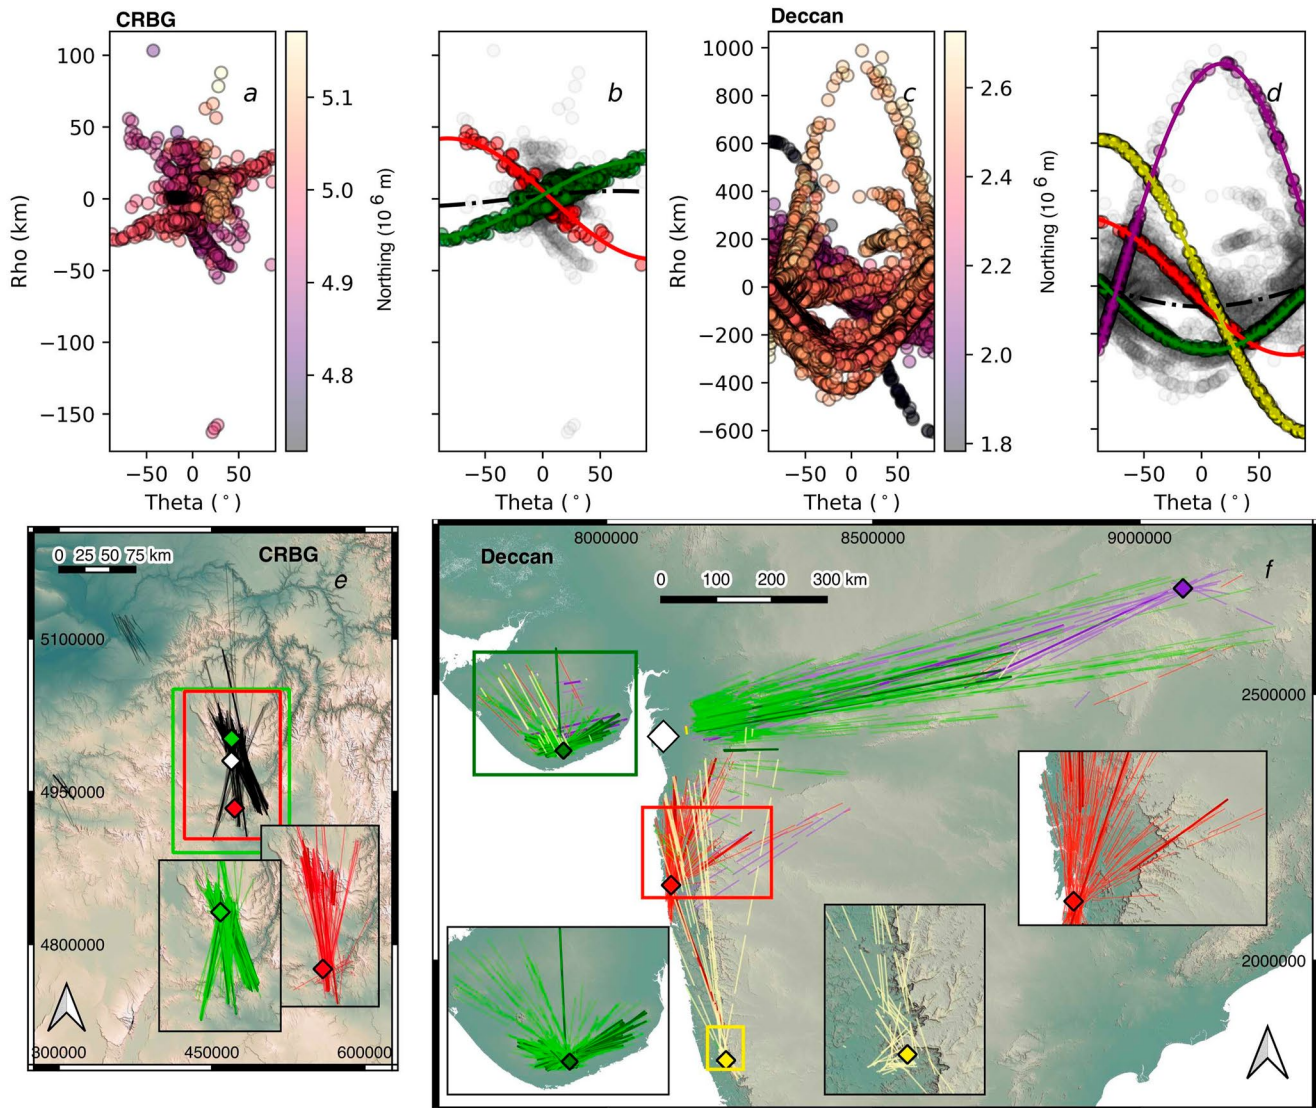 CRBG
Deccan
100
50
0
−50
−100
−150
Rho (km)
−50 0 50
Theta (°)
a
5.1
5.0
4.9
4.8
Northing (10 6 m)
b
−50 0 50
Theta (°)
1000
800
600
400
200
0
−200
−400
−600
Rho (km)
c
−50 0 50
Theta (°)
2.6
2.4
2.2
2.0
1.8
Northing (10 6 m)
d
−50 0 50
Theta (°)
0 25 50 75 km
CRBG
e
5100000
4950000
4800000
300000 450000 600000
8000000 8500000 9000000
Deccan
0 100 200 300 km
f
2500000
2000000